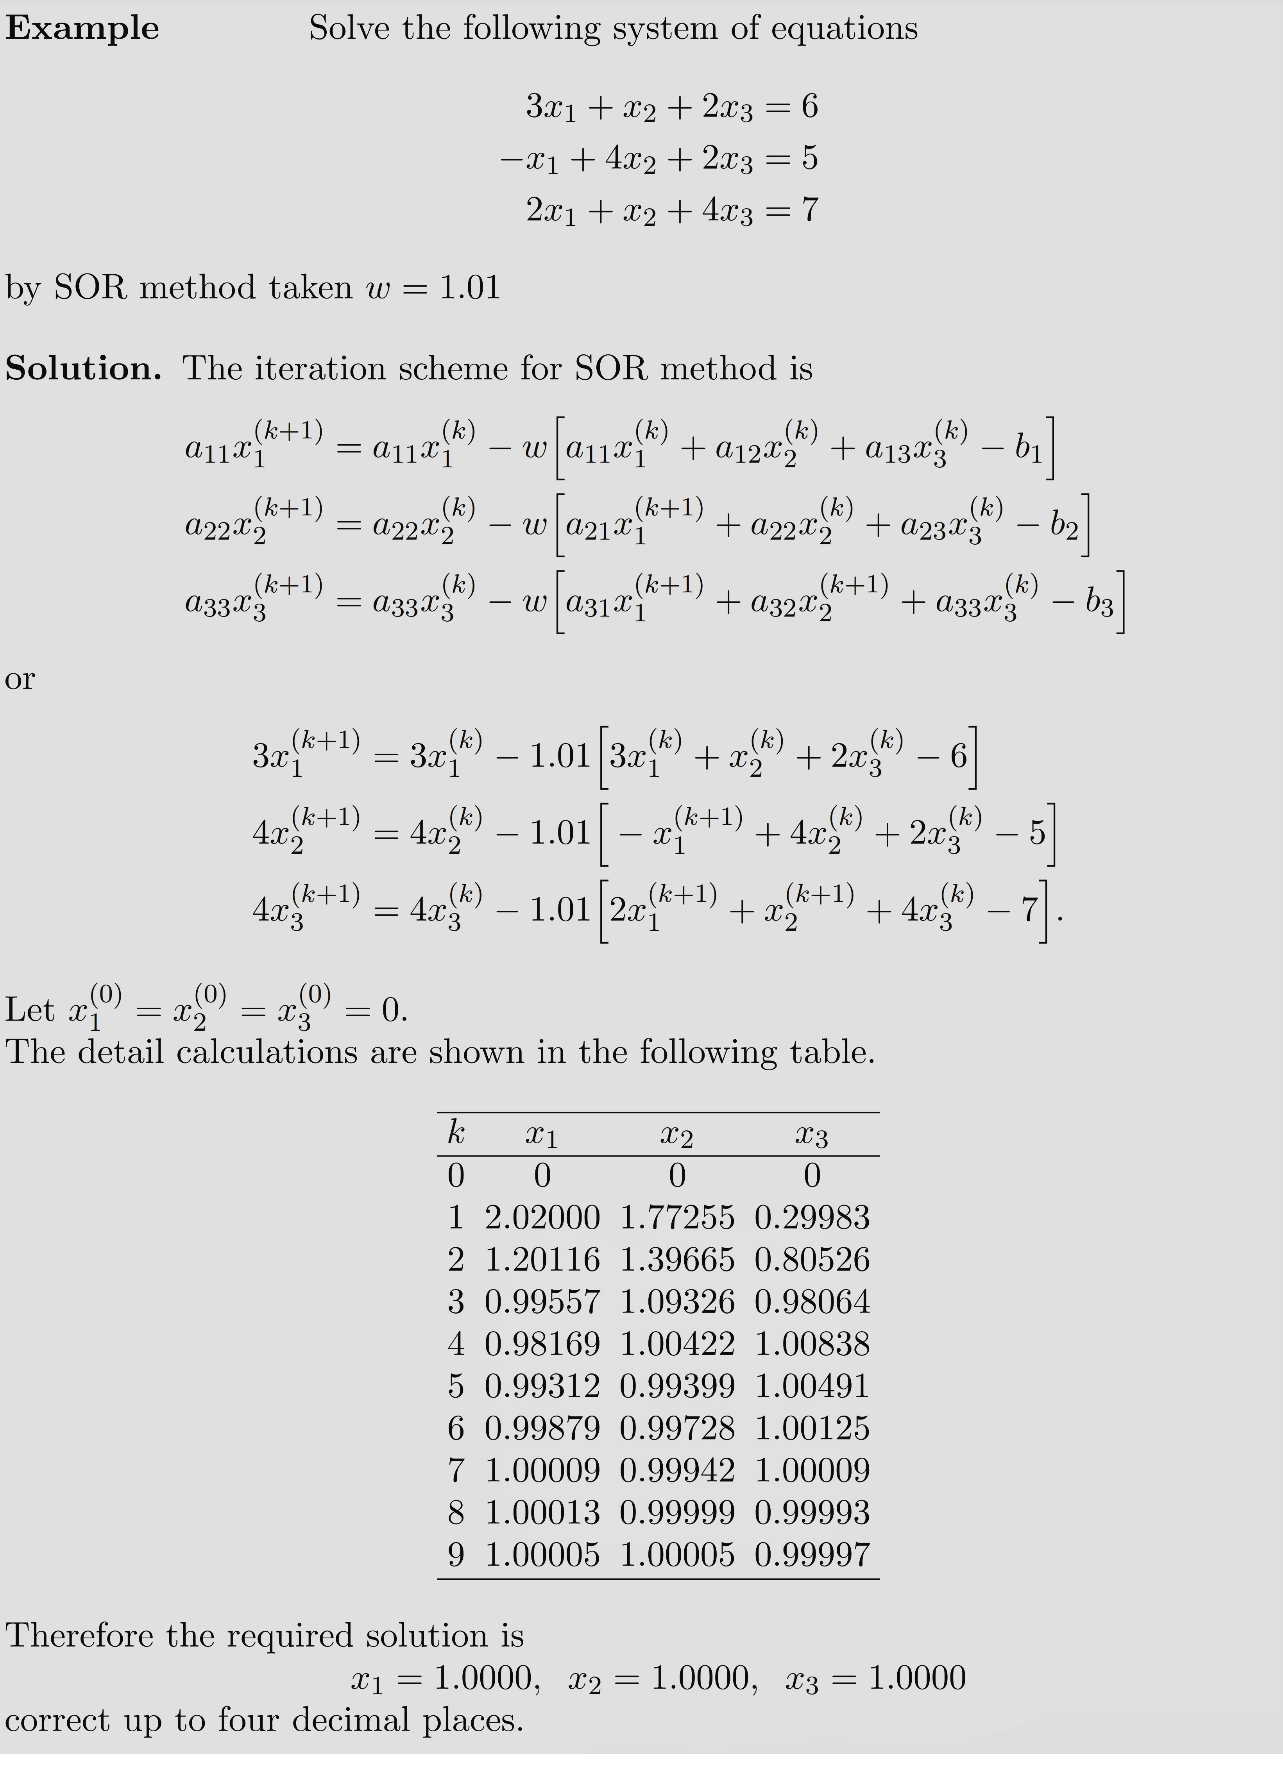 Example Solve the following system of equations
3x₁ + x₂ + 2x₃ = 6
−x₁ + 4x₂ + 2x₃ = 5
2x₁ + x₂ + 4x₃ = 7
by SOR method taken w = 1.01
Solution. The iteration scheme for SOR method is
a₁₁x₁^(k+1) = a₁₁x₁^(k) − w[a₁₁x₁^(k) + a₁₂x₂^(k) + a₁₃x₃^(k) − b₁]
a₂₂x₂^(k+1) = a₂₂x₂^(k) − w[a₂₁x₁^(k+1) + a₂₂x₂^(k) + a₂₃x₃^(k) − b₂]
a₃₃x₃^(k+1) = a₃₃x₃^(k) − w[a₃₁x₁^(k+1) + a₃₂x₂^(k+1) + a₃₃x₃^(k) − b₃]
or
3x₁^(k+1) = 3x₁^(k) − 1.01[3x₁^(k) + x₂^(k) + 2x₃^(k) − 6]
4x₂^(k+1) = 4x₂^(k) − 1.01[− x₁^(k+1) + 4x₂^(k) + 2x₃^(k) − 5]
4x₃^(k+1) = 4x₃^(k) − 1.01[2x₁^(k+1) + x₂^(k+1) + 4x₃^(k) − 7].
Let x₁^(0) = x₂^(0) = x₃^(0) = 0.
The detail calculations are shown in the following table.
k x₁ x₂ x₃
0 0 0 0
1 2.02000 1.77255 0.29983
2 1.20116 1.39665 0.80526
3 0.99557 1.09326 0.98064
4 0.98169 1.00422 1.00838
5 0.99312 0.99399 1.00491
6 0.99879 0.99728 1.00125
7 1.00009 0.99942 1.00009
8 1.00013 0.99999 0.99993
9 1.00005 1.00005 0.99997
Therefore the required solution is
x₁ = 1.0000, x₂ = 1.0000, x₃ = 1.0000
correct up to four decimal places.